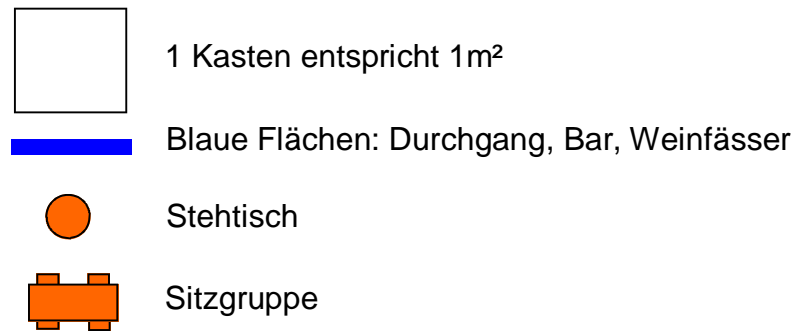 1 Kasten entspricht 1m²
Blaue Flächen: Durchgang, Bar, Weinfässer
Stehtisch
Sitzgruppe